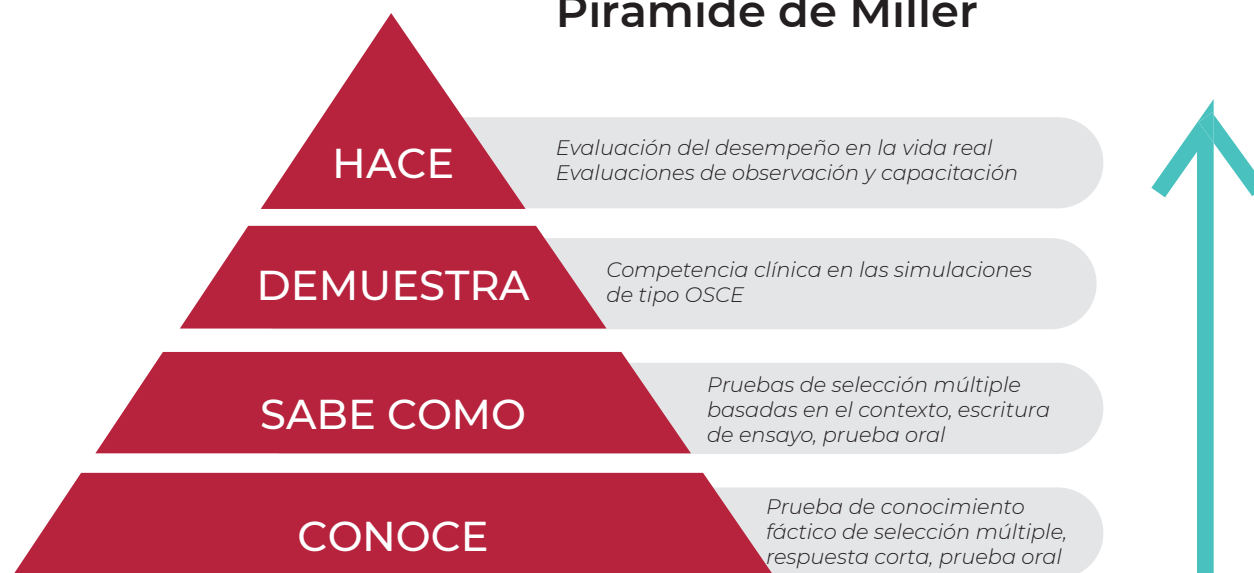 Pirámide de Miller
HACE
Evaluación del desempeño en la vida real
Evaluaciones de observación y capacitación
DEMUESTRA
Competencia clínica en las simulaciones
de tipo OSCE
SABE COMO
Pruebas de selección múltiple
basadas en el contexto, escritura
de ensayo, prueba oral
CONOCE
Prueba de conocimiento
fáctico de selección múltiple,
respuesta corta, prueba oral